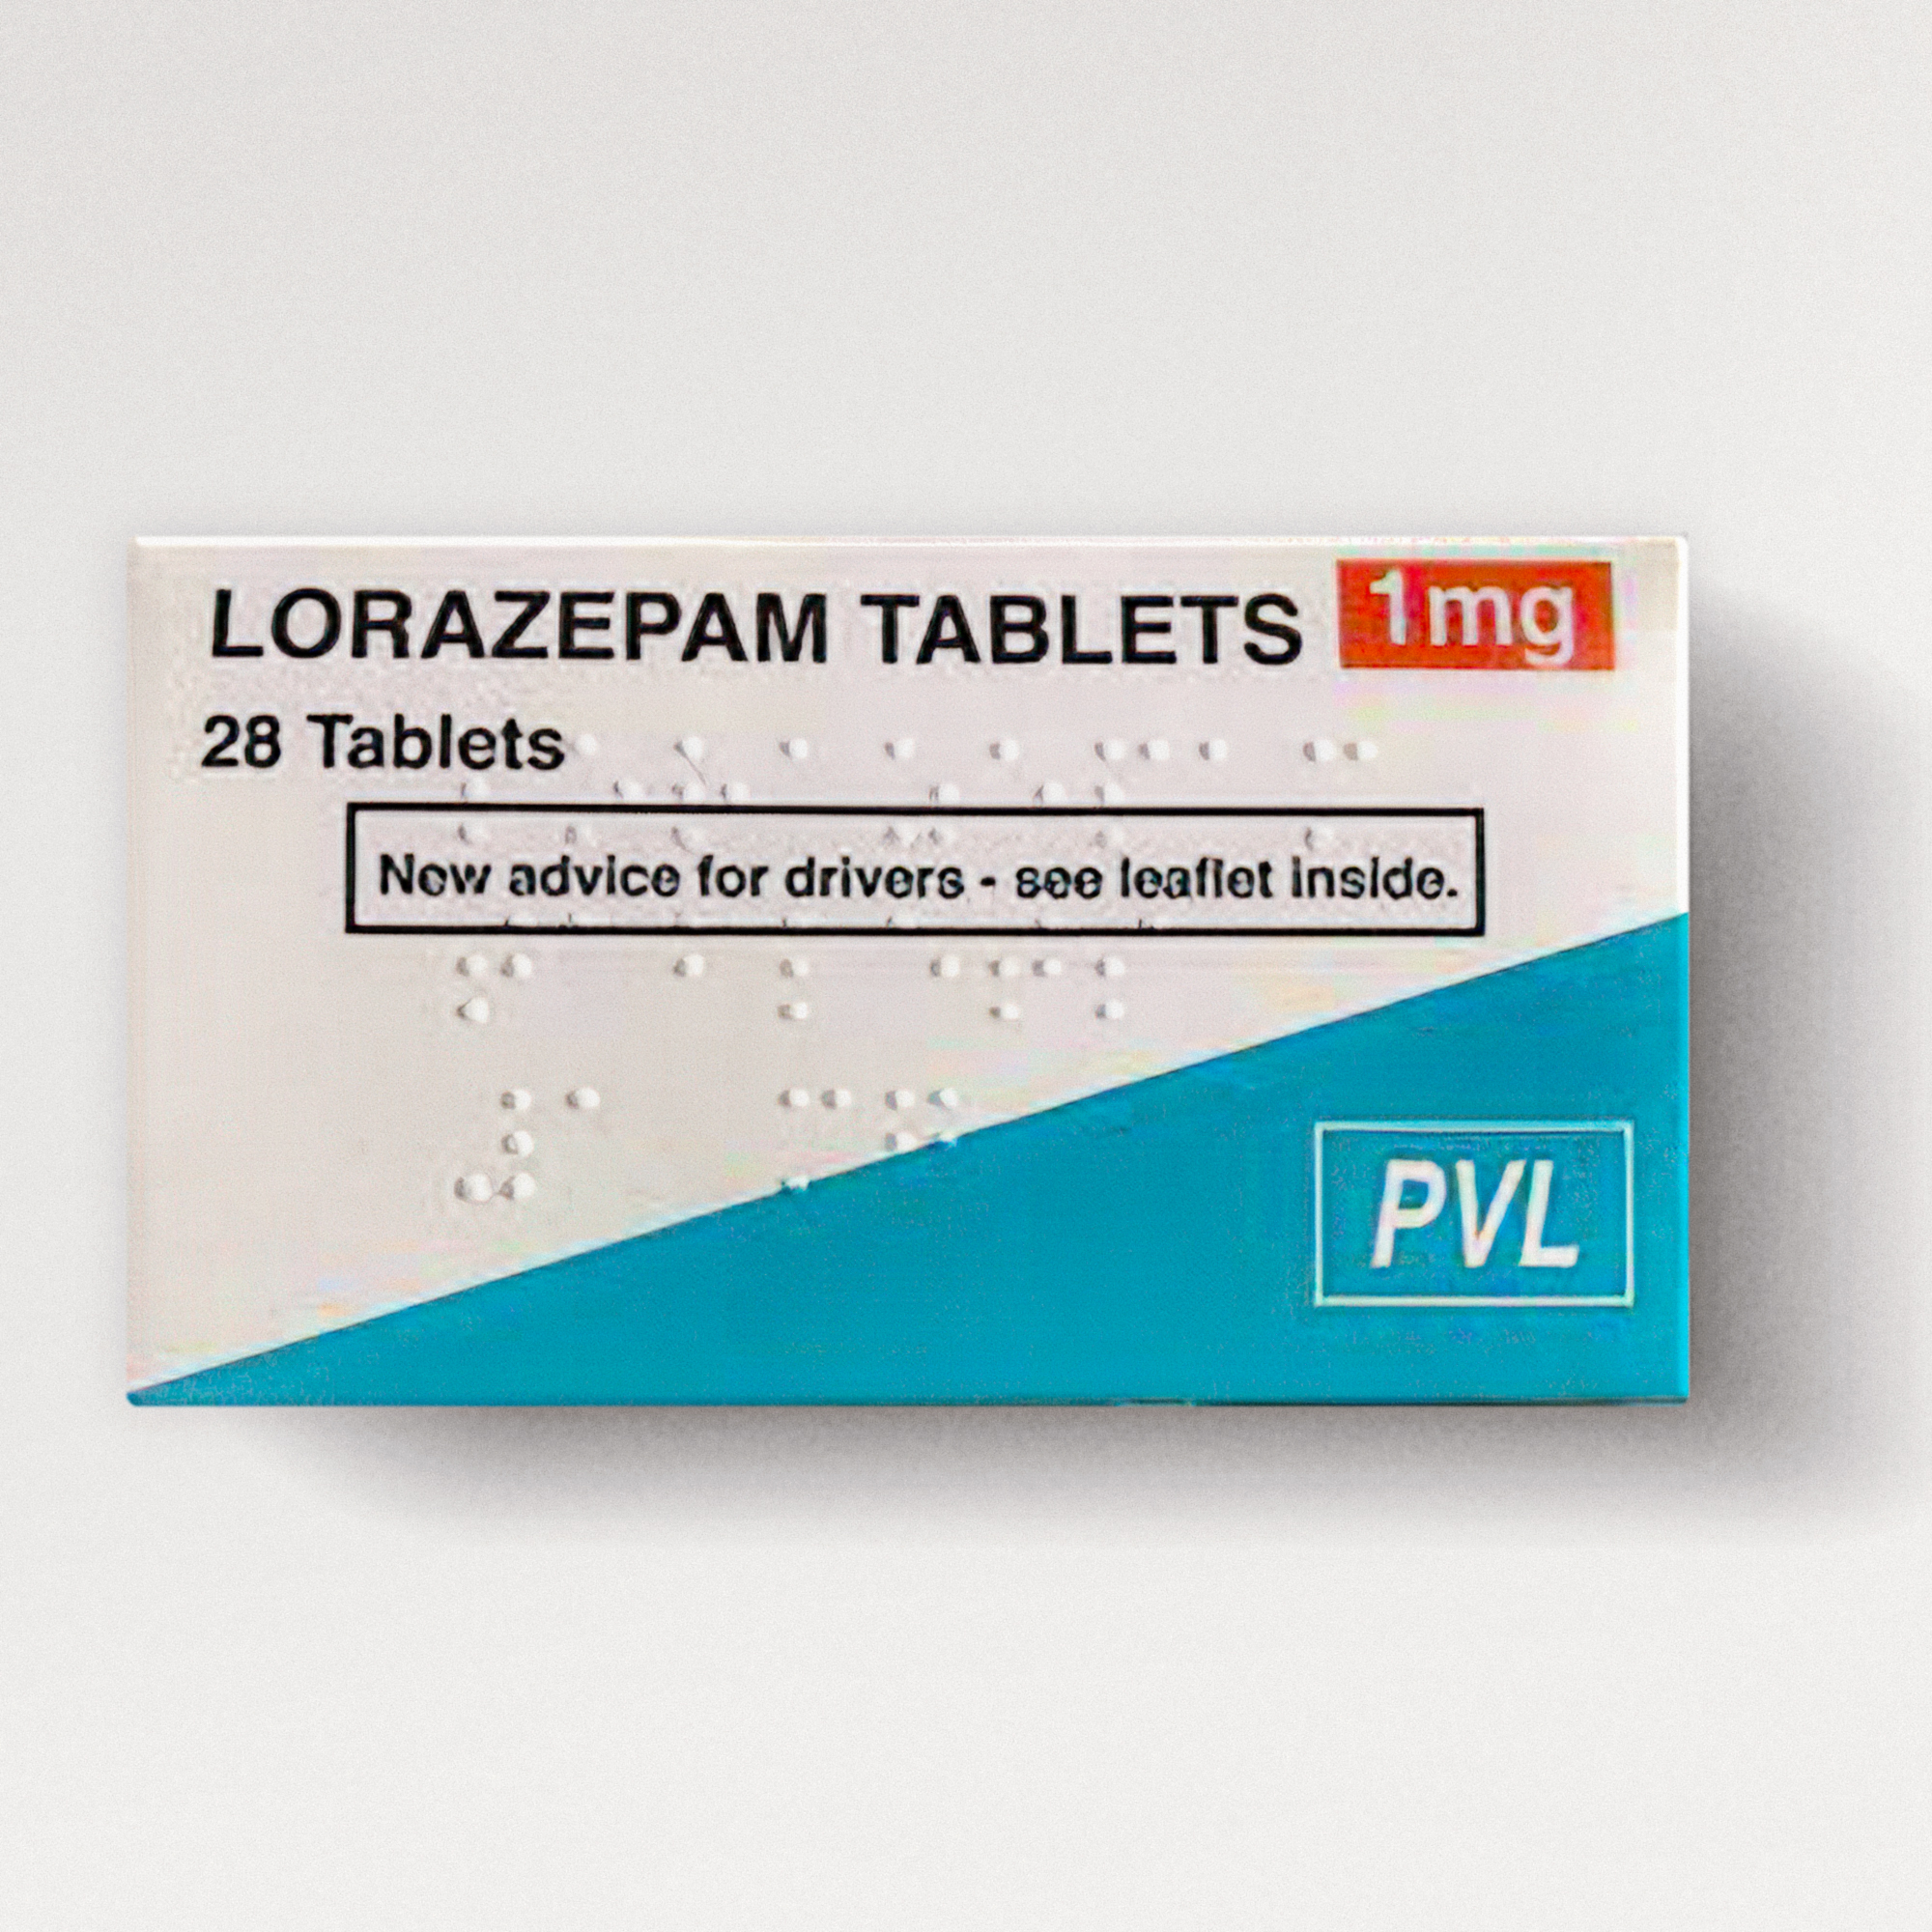 LORAZEPAM TABLETS 1mg
28 Tablets
New advice for drivers - see leaflet inside.
PVL